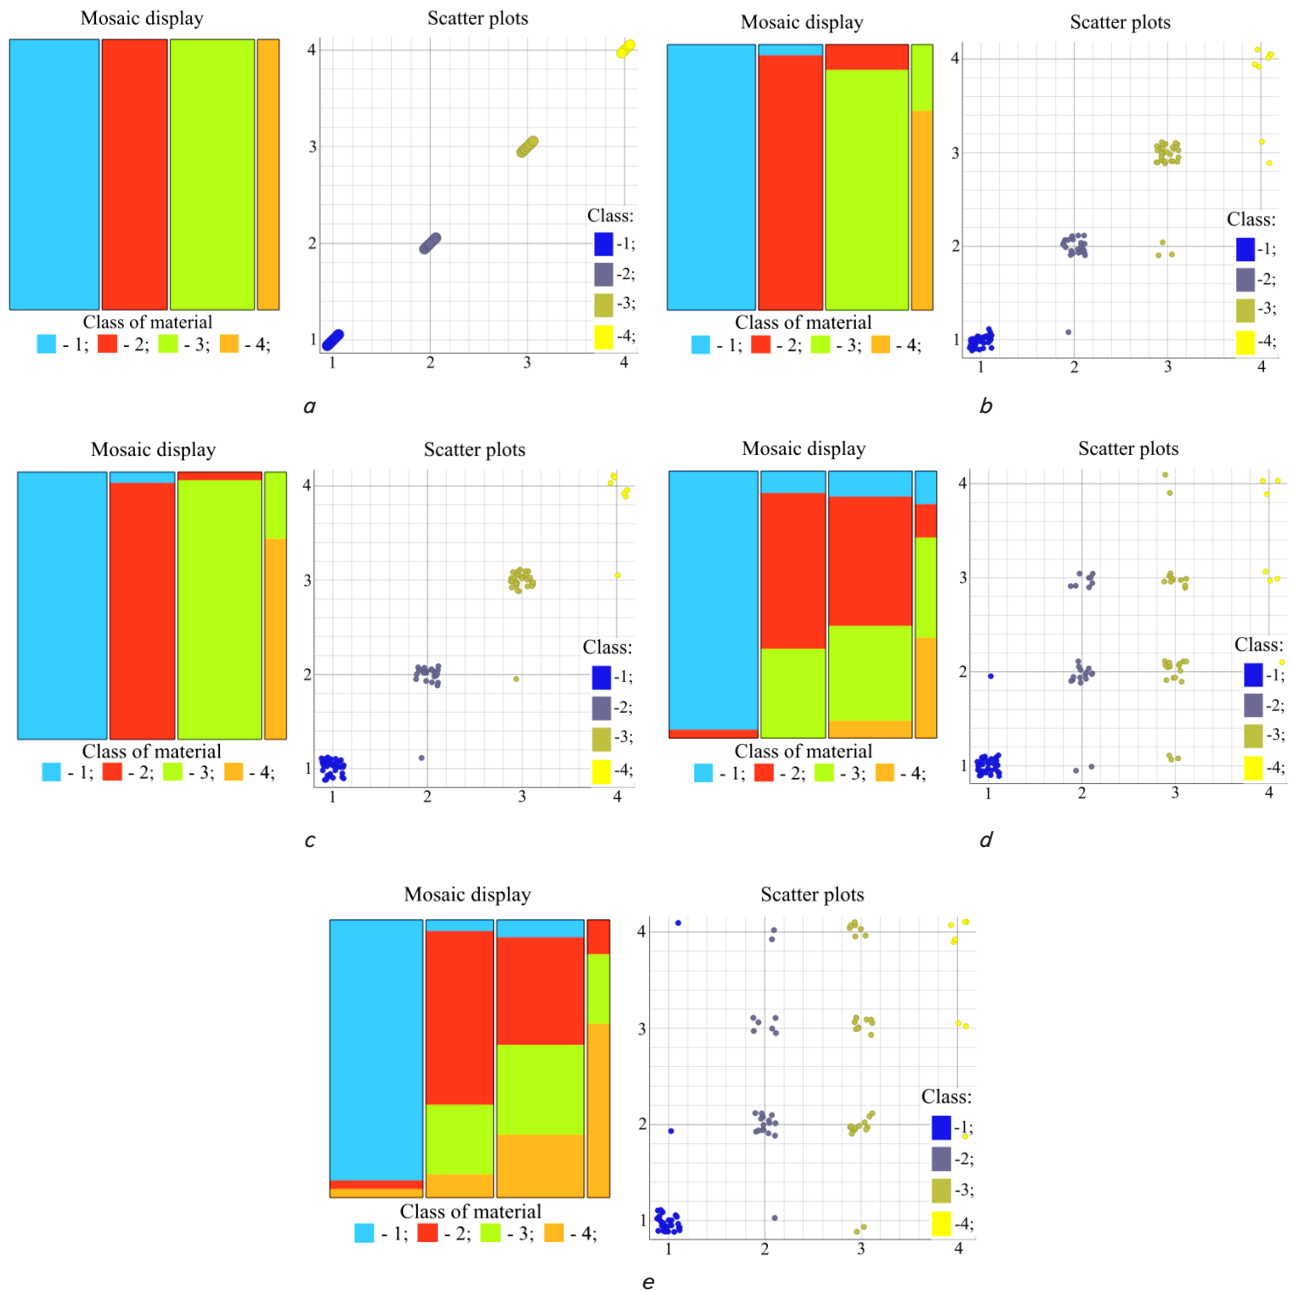 Mosaic display
Scatter plots
4
3
2
1
1 2 3 4
Class:
-1;
-2;
-3;
-4;
Class of material
- 1; - 2; - 3; - 4;
a
Mosaic display
Scatter plots
4
3
2
1
1 2 3 4
Class:
-1;
-2;
-3;
-4;
Class of material
- 1; - 2; - 3; - 4;
b
Mosaic display
Scatter plots
4
3
2
1
1 2 3 4
Class:
-1;
-2;
-3;
-4;
Class of material
- 1; - 2; - 3; - 4;
c
Mosaic display
Scatter plots
4
3
2
1
1 2 3 4
Class:
-1;
-2;
-3;
-4;
Class of material
- 1; - 2; - 3; - 4;
d
Mosaic display
Scatter plots
4
3
2
1
1 2 3 4
Class:
-1;
-2;
-3;
-4;
Class of material
- 1; - 2; - 3; - 4;
e